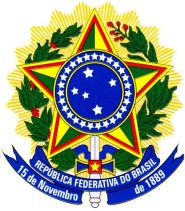 REPÚBLICA FEDERATIVA DO BRASIL
15 de Novembro de 1889